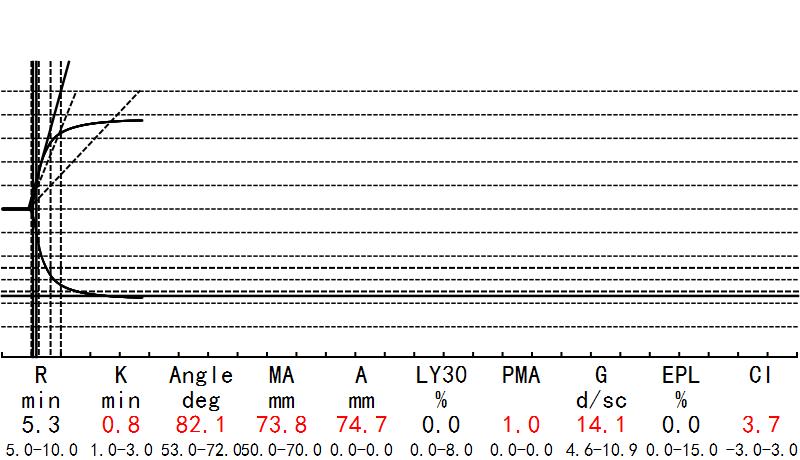 R K Angle MA A LY30 PMA G EPL CI
min min deg mm mm % d/sc %
5.3 0.8 82.1 73.8 74.7 0.0 1.0 14.1 0.0 3.7
5.0-10.0 1.0-3.0 53.0-72.0 50.0-70.0 0.0-0.0 0.0-8.0 0.0-0.0 4.6-10.9 0.0-15.0 -3.0-3.0